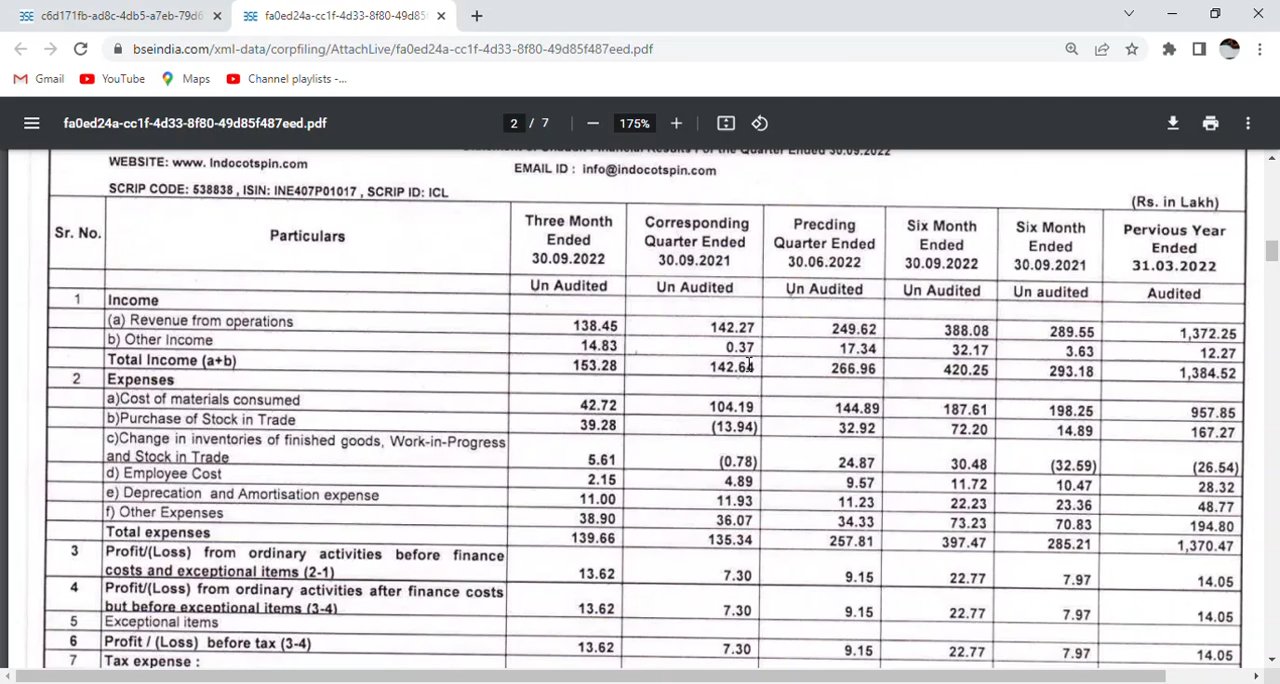 c6d171fb-ad8c-4db5-a7eb-79d6
fa0ed24a-cc1f-4d33-8f80-49d85
bseindia.com/xml-data/corpfiling/AttachLive/fa0ed24a-cc1f-4d33-8f80-49d85f487eed.pdf
Gmail YouTube Maps Channel playlists -...
fa0ed24a-cc1f-4d33-8f80-49d85f487eed.pdf 2 / 7 175%
Financial Results For the Quarter Ended 30.09.2022
WEBSITE: www. Indocotspin.com EMAIL ID : info@indocotspin.com
SCRIP CODE: 538838 , ISIN: INE407P01017 , SCRIP ID: ICL
(Rs. in Lakh)
Sr. No. Particulars Three Month Ended 30.09.2022 Corresponding Quarter Ended 30.09.2021 Precding Quarter Ended 30.06.2022 Six Month Ended 30.09.2022 Six Month Ended 30.09.2021 Pervious Year Ended 31.03.2022
Un Audited Un Audited Un Audited Un Audited Un audited Audited
1 Income
(a) Revenue from operations 138.45 142.27 249.62 388.08 289.55 1,372.25
b) Other Income 14.83 0.37 17.34 32.17 3.63 12.27
Total Income (a+b) 153.28 142.64 266.96 420.25 293.18 1,384.52
2 Expenses
a)Cost of materials consumed 42.72 104.19 144.89 187.61 198.25 957.85
b)Purchase of Stock in Trade 39.28 (13.94) 32.92 72.20 14.89 167.27
c)Change in inventories of finished goods, Work-in-Progress
and Stock in Trade 5.61 (0.78) 24.87 30.48 (32.59) (26.54)
d) Employee Cost 2.15 4.89 9.57 11.72 10.47 28.32
e) Deprecation and Amortisation expense 11.00 11.93 11.23 22.23 23.36 48.77
f) Other Expenses 38.90 36.07 34.33 73.23 70.83 194.80
Total expenses 139.66 135.34 257.81 397.47 285.21 1,370.47
3 Profit/(Loss) from ordinary activities before finance
costs and exceptional items (2-1) 13.62 7.30 9.15 22.77 7.97 14.05
4 Profit/(Loss) from ordinary activities after finance costs
but before exceptional items (3-4) 13.62 7.30 9.15 22.77 7.97 14.05
5 Exceptional items
6 Profit / (Loss) before tax (3-4) 13.62 7.30 9.15 22.77 7.97 14.05
7 Tax expense :